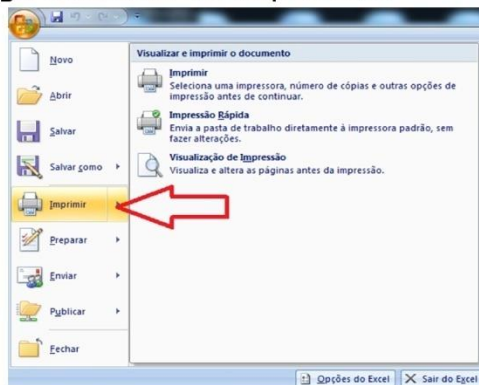 Novo
Abrir
Salvar
Salvar como
Imprimir
Preparar
Enviar
Publicar
Fechar
Visualizar e imprimir o documento
Imprimir
Seleciona uma impressora, número de cópias e outras opções de
impressão antes de continuar.
Impressão Rápida
Envia a pasta de trabalho diretamente à impressora padrão, sem
fazer alterações.
Visualização de Impressão
Visualiza e altera as páginas antes da impressão.
Opções do Excel
Sair do Excel